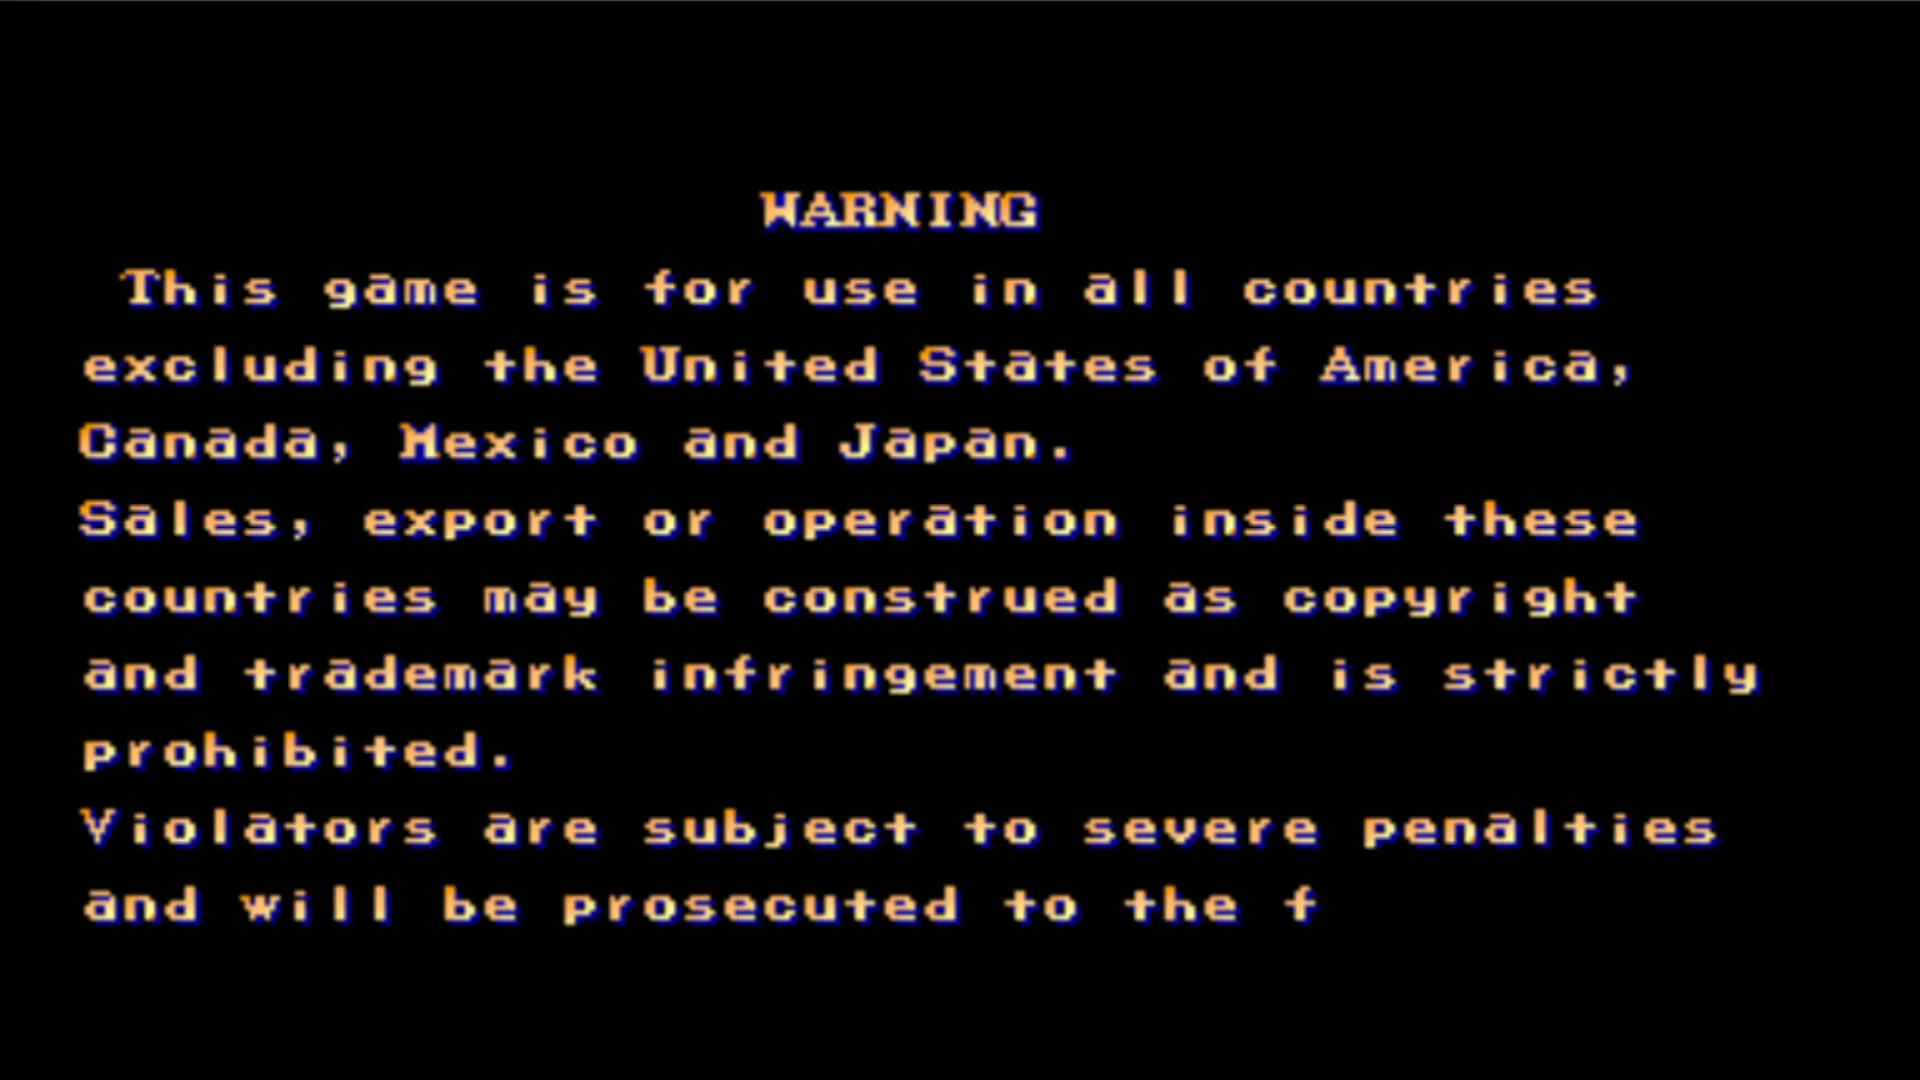 WARNING
This game is for use in all countries
excluding the United States of America,
Canada, Mexico and Japan.
Sales, export or operation inside these
countries may be construed as copyright
and trademark infringement and is strictly
prohibited.
Violators are subject to severe penalties
and will be prosecuted to the f